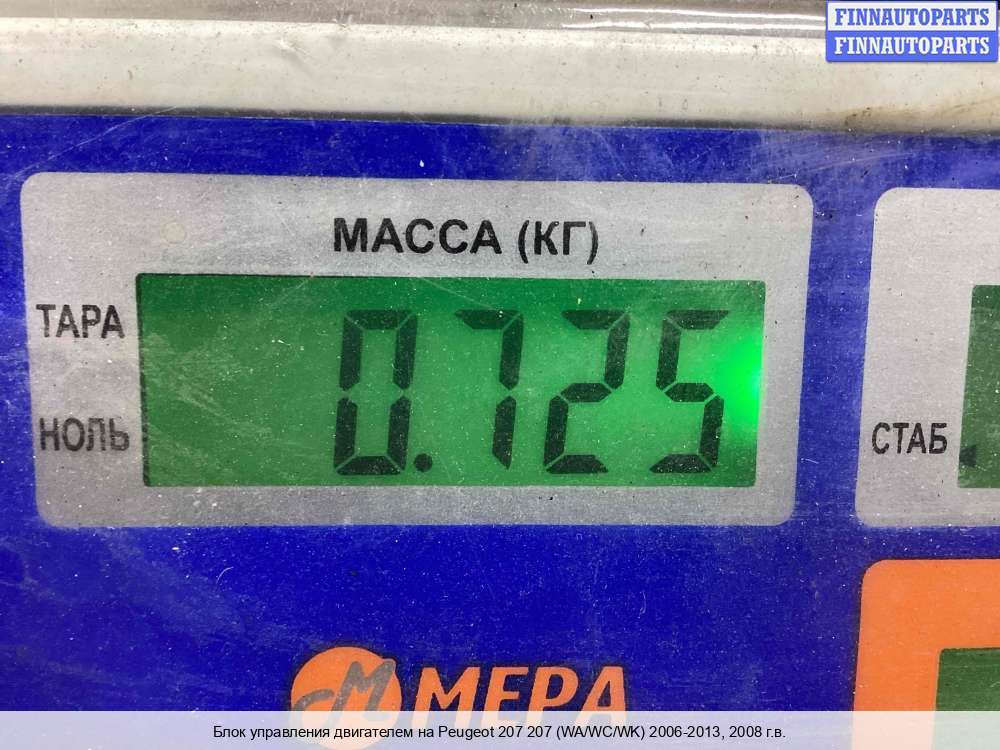 FINNAUTOPARTS
FINNAUTOPARTS
МАССА (КГ)
ТАРА
0.725
НОЛЬ
СТАБ
МЕРА
Блок управления двигателем на Peugeot 207 207 (WA/WC/WK) 2006-2013, 2008 г.в.